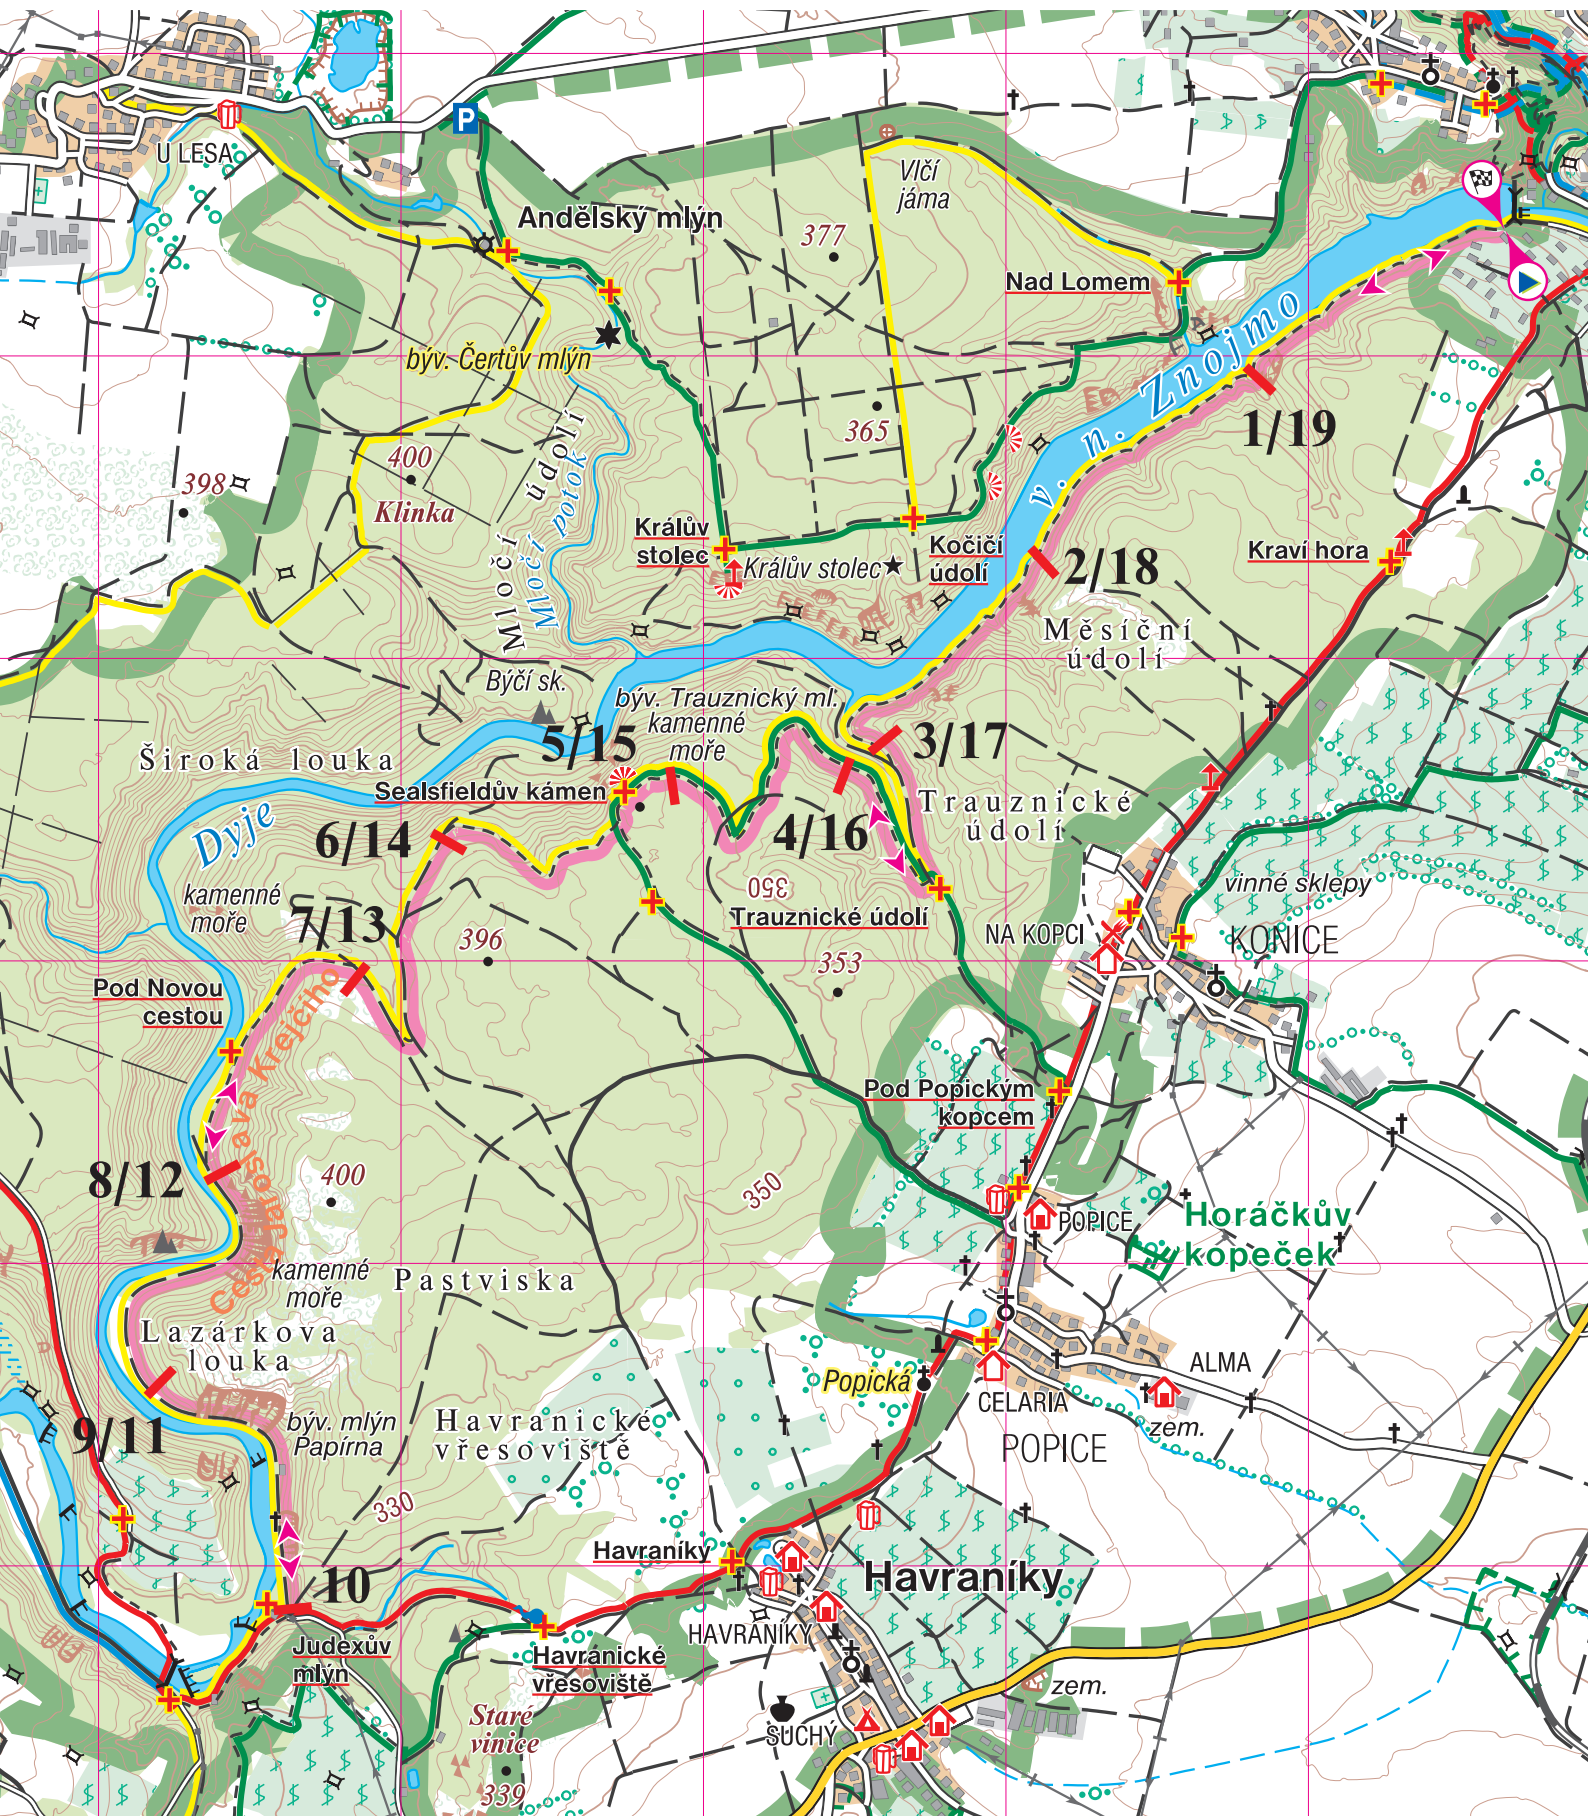 P
U LESA
Andělský mlýn
Vlčí
jáma
377
Nad Lomem
býv. Čertův mlýn
365
v. n. Znojmo
1/19
400
Klinka
398
Mločí údolí
Mločí potok
Králův
stolec
Králův stolec
Kočičí
údolí
Kraví hora
2/18
Měsíční
údolí
Býčí sk.
býv. Trauznický ml.
kamenné
moře
5/15
3/17
Široká louka
Sealsfieldův kámen
Dyje
6/14
4/16
Trauznické
údolí
350
vinné sklepy
kamenné
moře
7/13
396
Trauznické údolí
NA KOPCI
KONICE
353
Pod Novou
cestou
Cesta Leva Isojeva Krejčího
Pod Popickým
kopcem
8/12
400
350
POPICE
Horáčkův
kopeček
kamenné
moře
Pastviska
Lazárkova
louka
ALMA
Popická
CELARIA
zem.
POPICE
9/11
býv. mlýn
Papírna
Havranické
vřesoviště
330
Havraníky
Havraníky
10
HAVRANÍKY
Judexův
mlýn
Havranické
vřesoviště
zem.
Staré
vinice
SUCHÝ
339